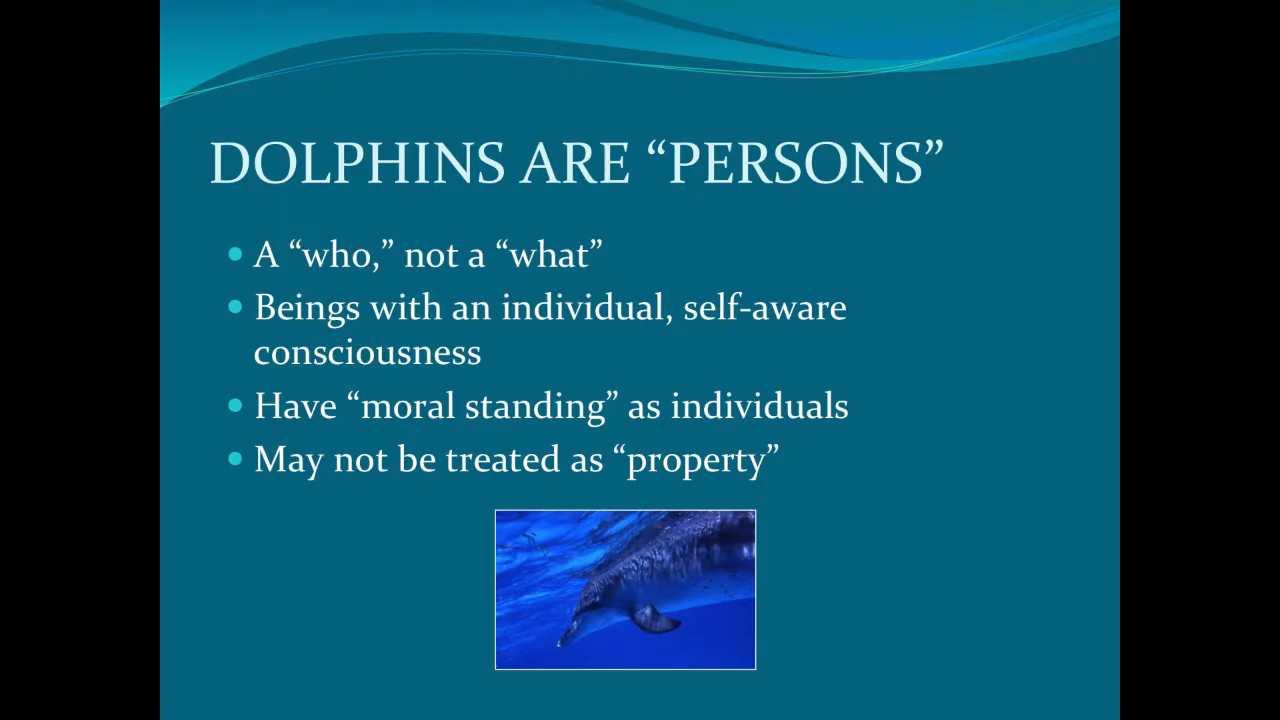 DOLPHINS ARE “PERSONS”
A “who,” not a “what”
Beings with an individual, self-aware
consciousness
Have “moral standing” as individuals
May not be treated as “property”